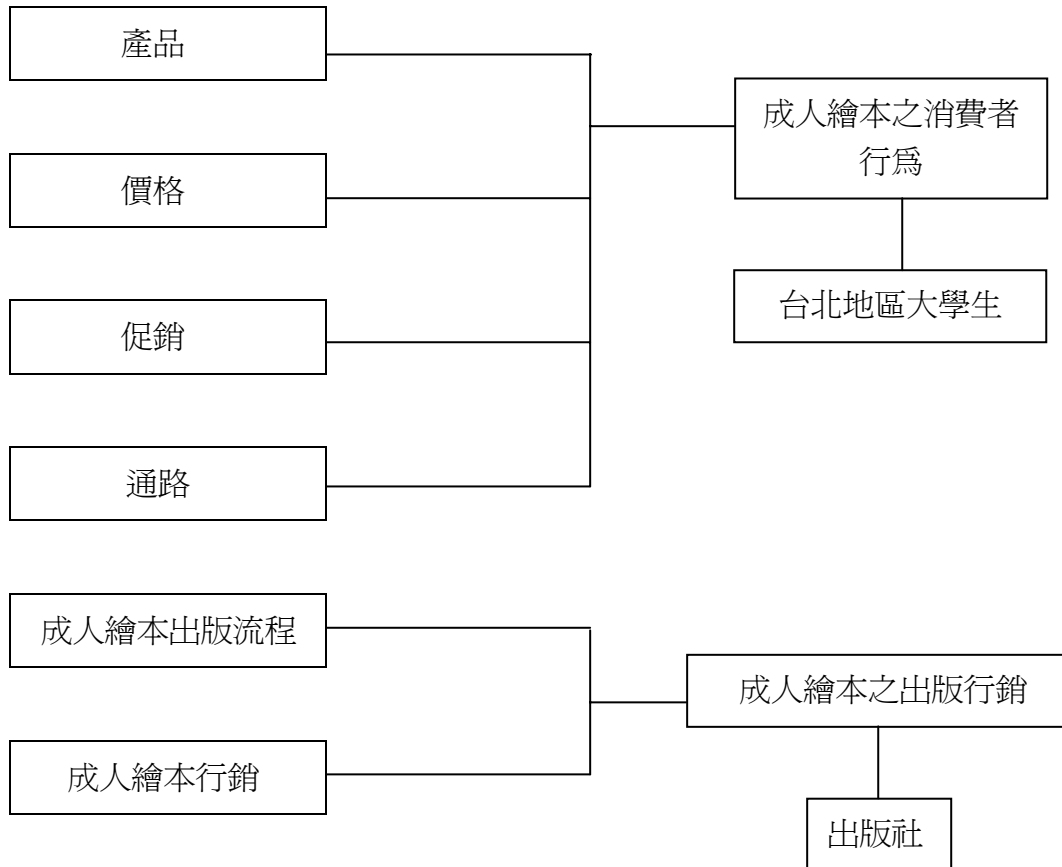 產品
價格
促銷
通路
成人繪本之消費者
行爲
台北地區大學生
成人繪本出版流程
成人繪本行銷
成人繪本之出版行銷
出版社